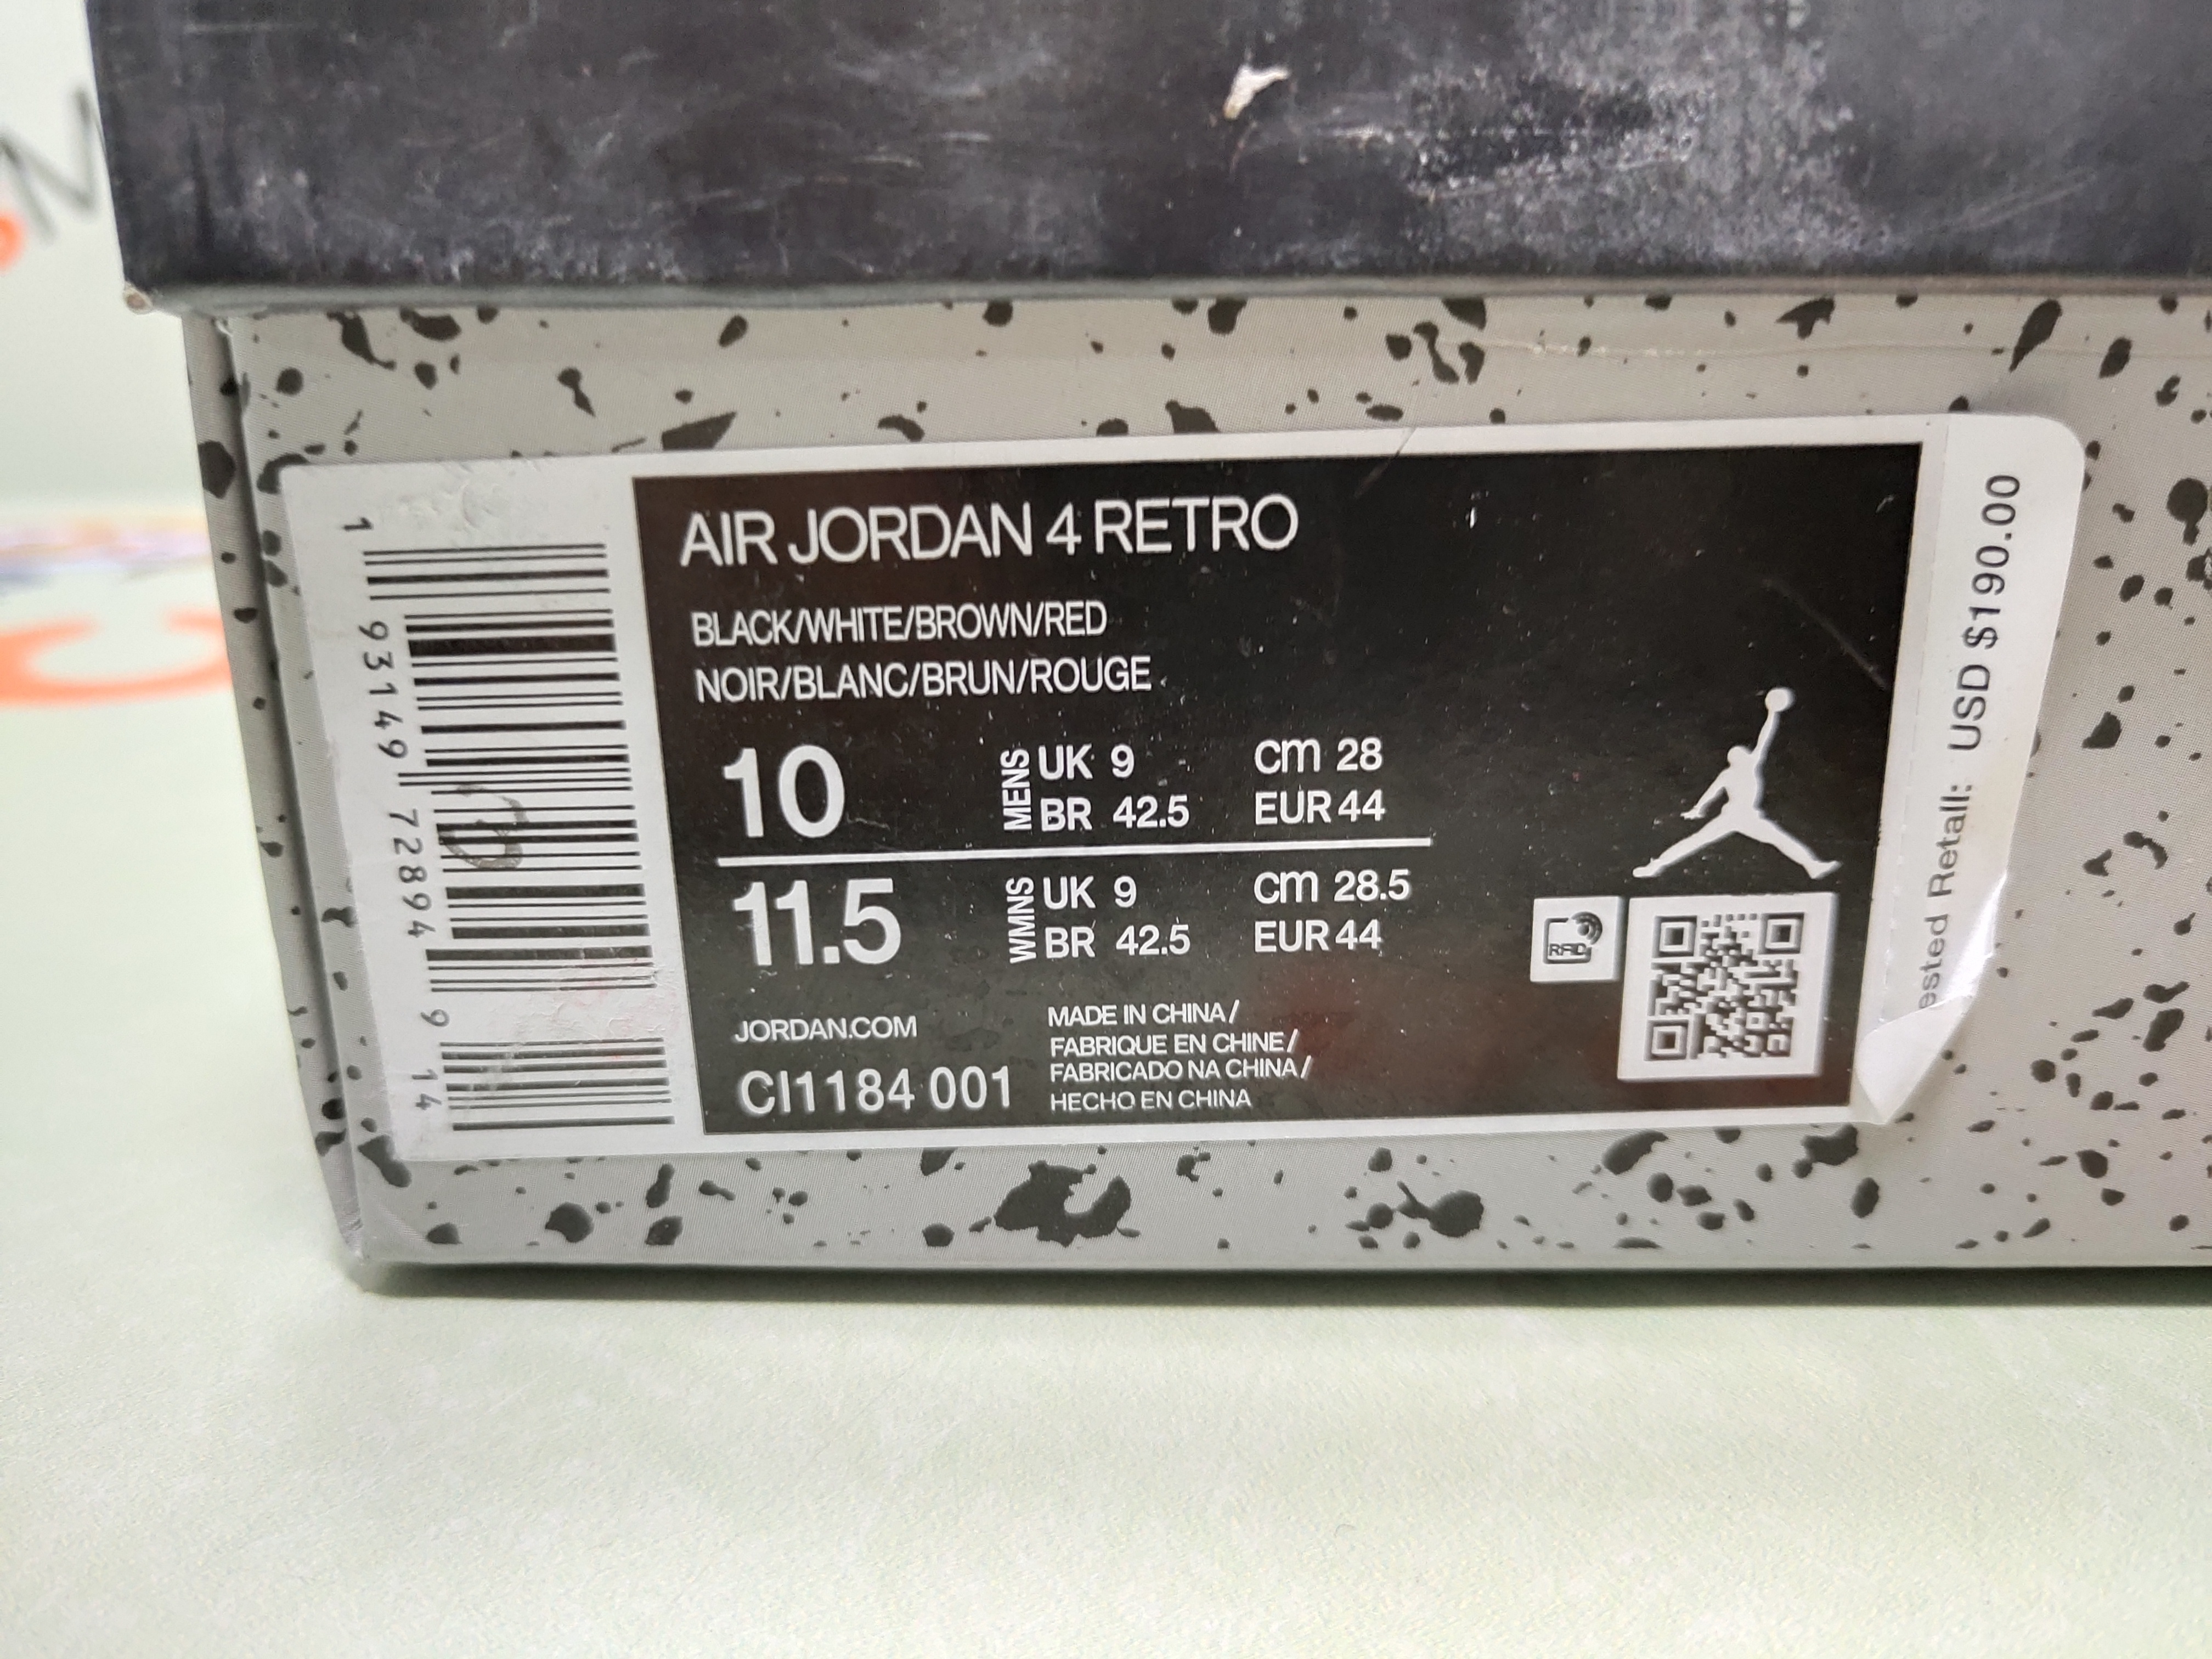 AIR JORDAN 4 RETRO
BLACK/WHITE/BROWN/RED
NOIR/BLANC/BRUN/ROUGE
10 MENS UK 9 cm 28
BR 42.5 EUR 44
11.5 WMNS UK 9 cm 28.5
BR 42.5 EUR 44
JORDAN.COM
CI1184 001
MADE IN CHINA/
FABRIQUE EN CHINE/
FABRICADO NA CHINA/
HECHO EN CHINA
RFID
1 93149 72894 9 14
ested Retail: USD $190.00